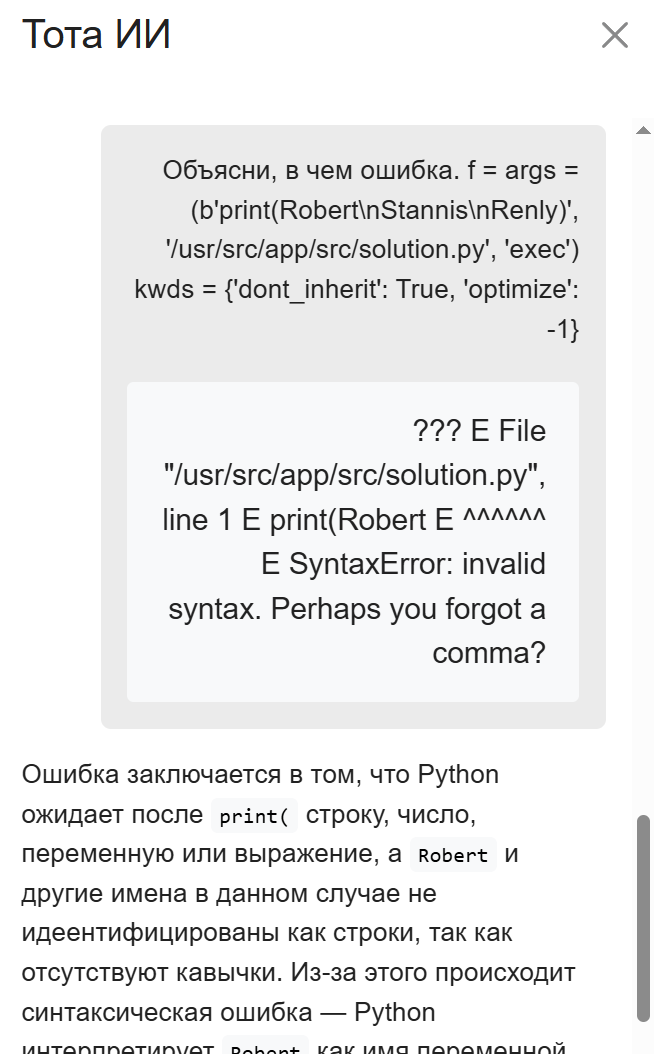 Тота ИИ
Объясни, в чем ошибка. f = args =
(b'print(Robert\nStannis\nRenly)',
'/usr/src/app/src/solution.py', 'exec')
kwds = {'dont_inherit': True, 'optimize':
-1}
??? E File
"/usr/src/app/src/solution.py",
line 1 E print(Robert E ^^^^^^
E SyntaxError: invalid
syntax. Perhaps you forgot a
comma?
Ошибка заключается в том, что Python
ожидает после print( строку, число,
переменную или выражение, а Robert и
другие имена в данном случае не
идеентифицированы как строки, так как
отсутствуют кавычки. Из-за этого происходит
синтаксическая ошибка — Python
интерпретирует Robert как имя переменной,